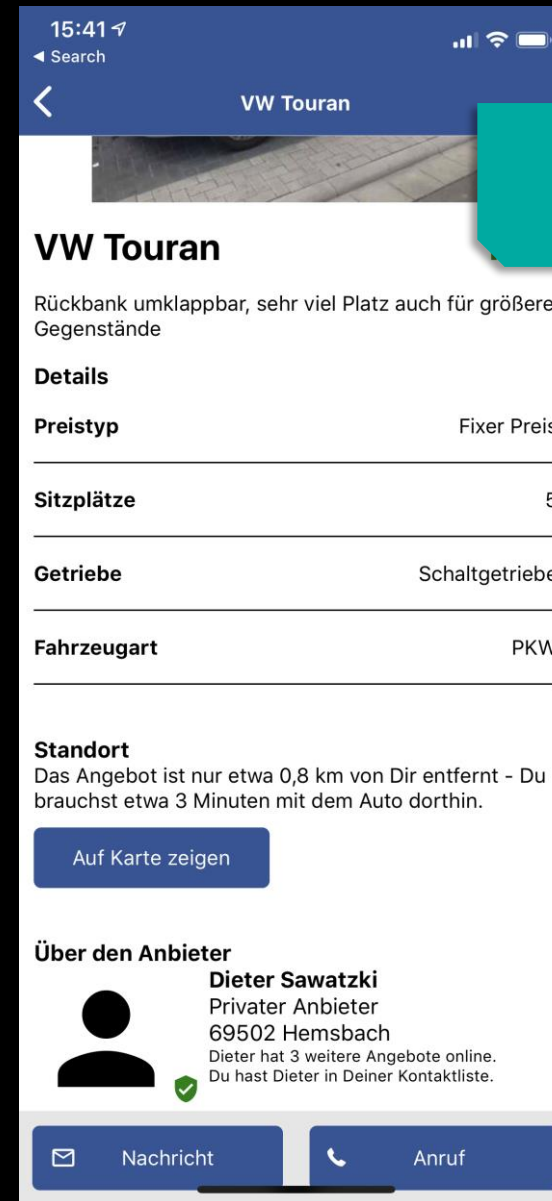 15:41
◀ Search
VW Touran
VW Touran
Rückbank umklappbar, sehr viel Platz auch für größere
Gegenstände
Details
Preistyp Fixer Preis
Sitzplätze 5
Getriebe Schaltgetriebe
Fahrzeugart PKW
Standort
Das Angebot ist nur etwa 0,8 km von Dir entfernt - Du
brauchst etwa 3 Minuten mit dem Auto dorthin.
Auf Karte zeigen
Über den Anbieter
Dieter Sawatzki
Privater Anbieter
69502 Hemsbach
Dieter hat 3 weitere Angebote online.
Du hast Dieter in Deiner Kontaktliste.
Nachricht Anruf